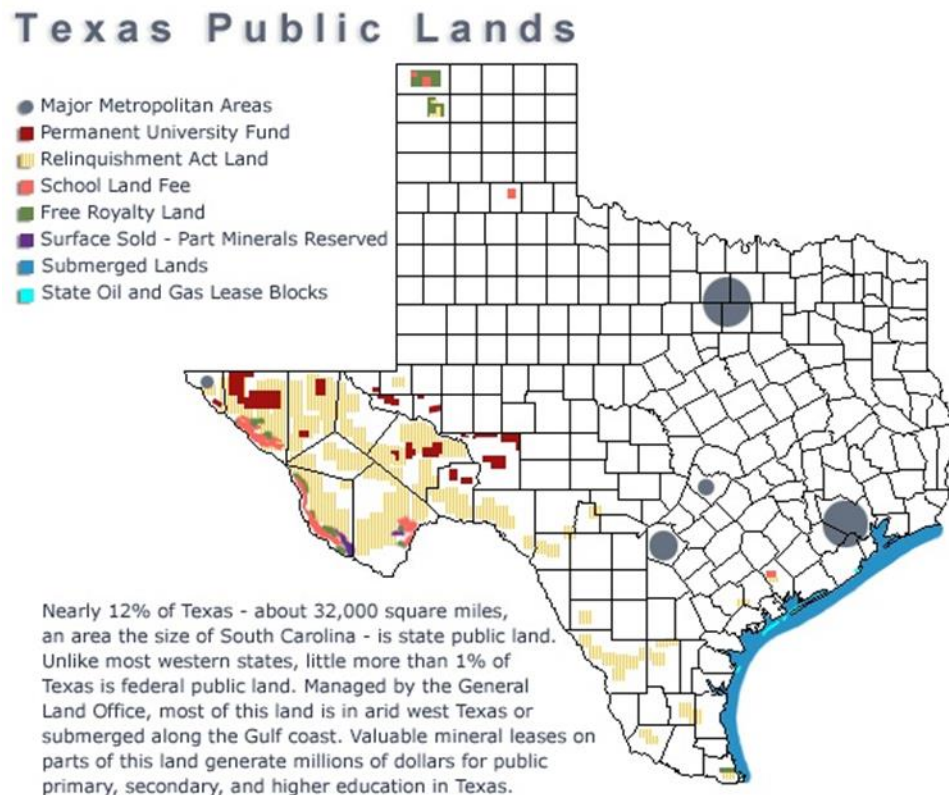 Texas Public Lands
Major Metropolitan Areas
Permanent University Fund
Relinquishment Act Land
School Land Fee
Free Royalty Land
Surface Sold - Part Minerals Reserved
Submerged Lands
State Oil and Gas Lease Blocks
Nearly 12% of Texas - about 32,000 square miles,
an area the size of South Carolina - is state public land.
Unlike most western states, little more than 1% of
Texas is federal public land. Managed by the General
Land Office, most of this land is in arid west Texas or
submerged along the Gulf coast. Valuable mineral leases on
parts of this land generate millions of dollars for public
primary, secondary, and higher education in Texas.